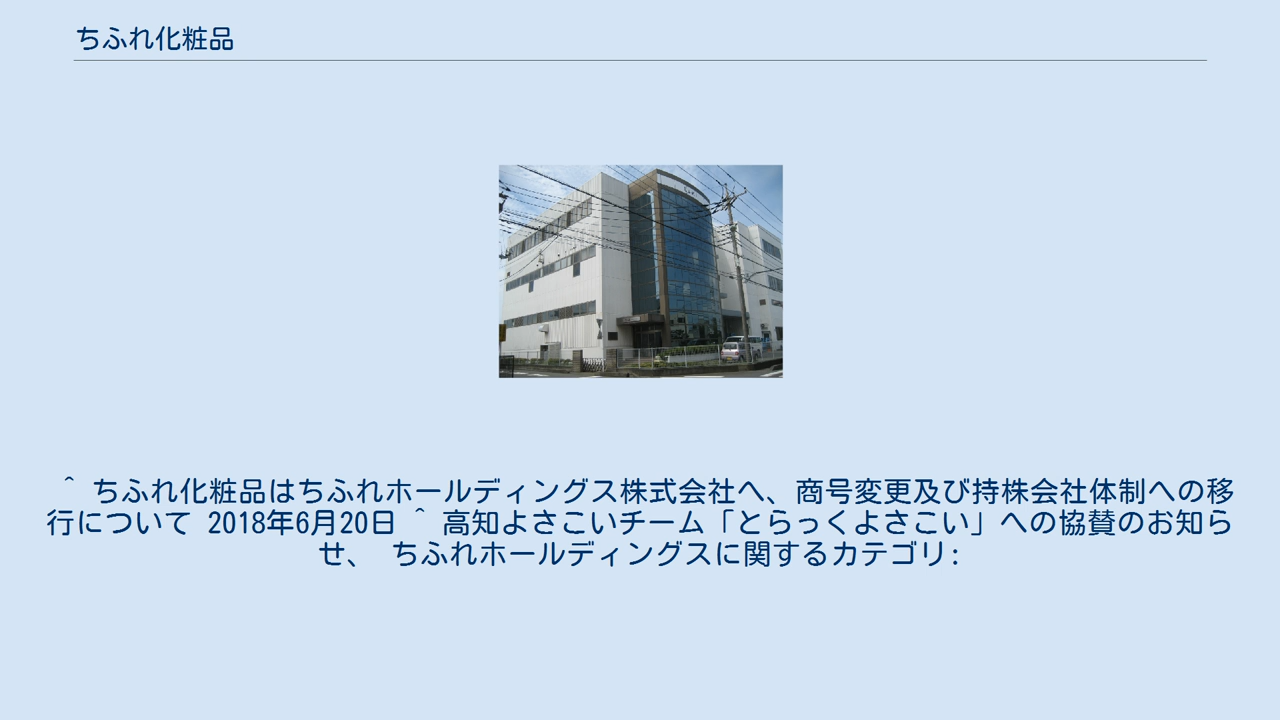 ちふれ化粧品
^ ちふれ化粧品はちふれホールディングス株式会社へ、商号変更及び持株会社体制への移
行について 2018年6月20日 ^ 高知よさこいチーム「とらっくよさこい」への協賛のお知ら
せ、 ちふれホールディングスに関するカテゴリ: